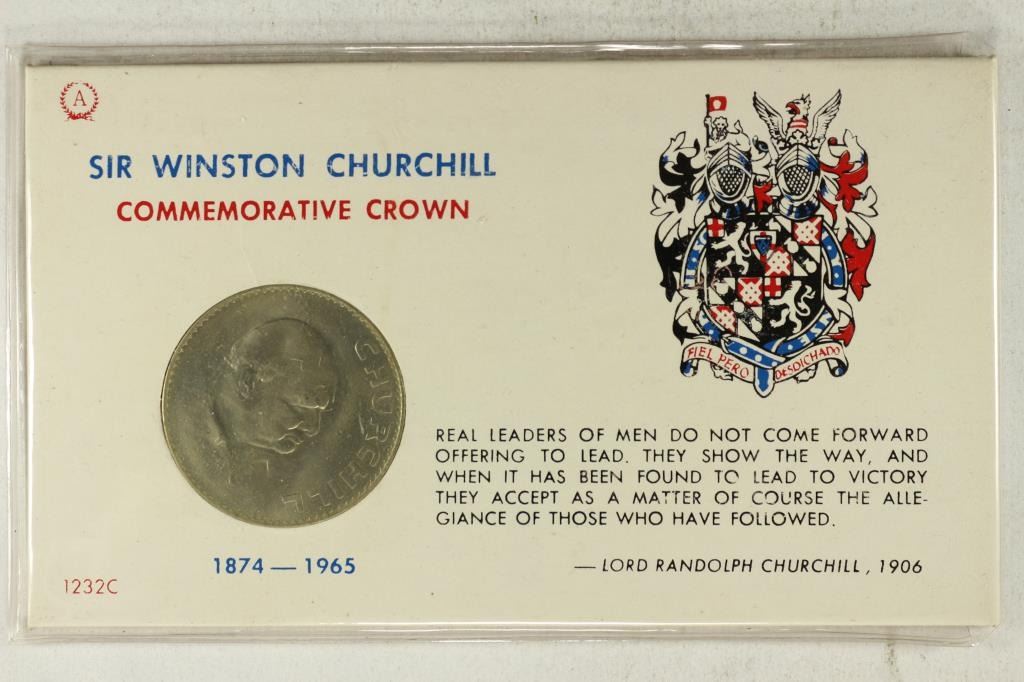 A
SIR WINSTON CHURCHILL
COMMEMORATIVE CROWN
FIEL PERO DESDICHADO
CHURCHILL
REAL LEADERS OF MEN DO NOT COME FORWARD
OFFERING TO LEAD. THEY SHOW THE WAY, AND
WHEN IT HAS BEEN FOUND TO LEAD TO VICTORY
THEY ACCEPT AS A MATTER OF COURSE THE ALLE-
GIANCE OF THOSE WHO HAVE FOLLOWED.
1874 — 1965
— LORD RANDOLPH CHURCHILL, 1906
1232C